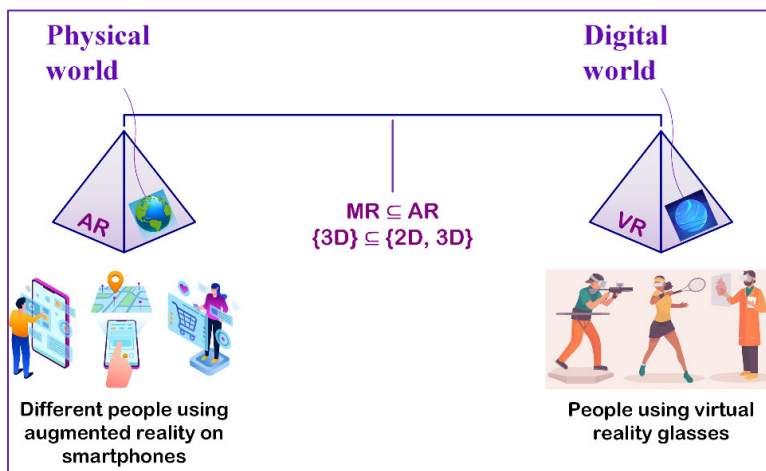 Physical
world
Digital
world
AR
VR
MR ⊆ AR
{3D} ⊆ {2D, 3D}
Different people using
augmented reality on
smartphones
People using virtual
reality glasses